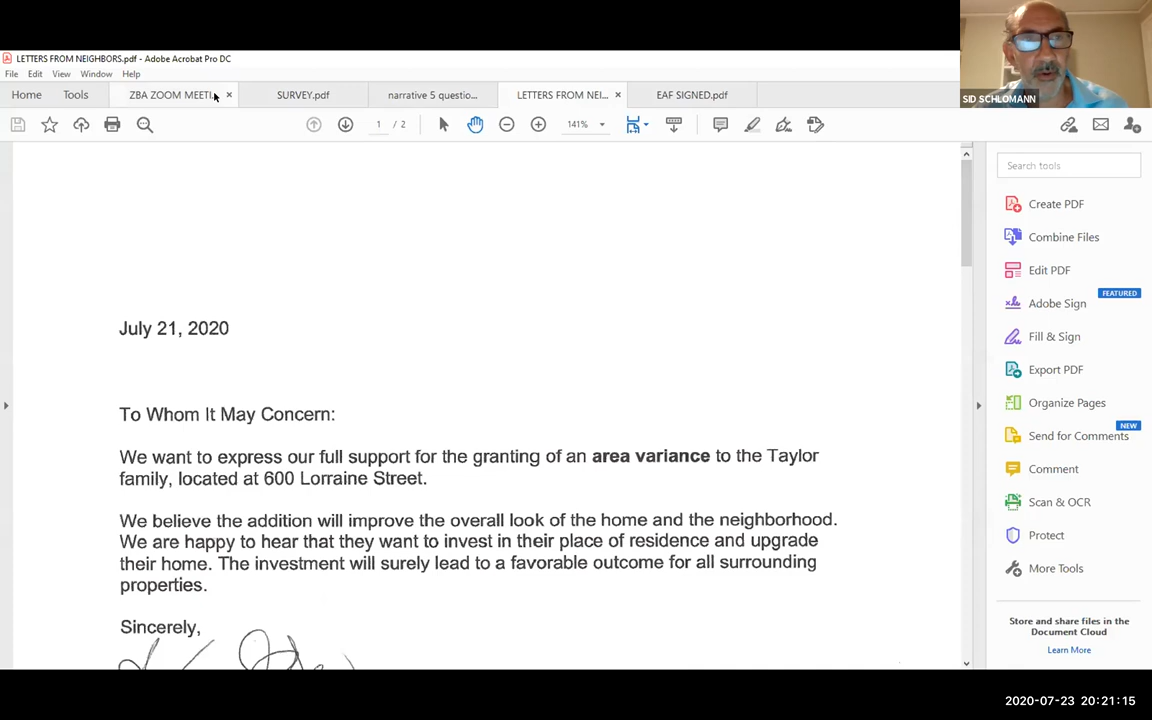 LETTERS FROM NEIGHBORS.pdf - Adobe Acrobat Pro DC
File Edit View Window Help
Home Tools ZBA ZOOM MEETI... × SURVEY.pdf narrative 5 questio... LETTERS FROM NEI... × EAF SIGNED.pdf
SID SCHLOMANN
1 / 2 141%
Search tools
Create PDF
Combine Files
Edit PDF
FEATURED
Adobe Sign
Fill & Sign
Export PDF
Organize Pages
NEW
Send for Comments
Comment
Scan & OCR
Protect
More Tools
Store and share files in the
Document Cloud
Learn More
July 21, 2020
To Whom It May Concern:
We want to express our full support for the granting of an area variance to the Taylor
family, located at 600 Lorraine Street.
We believe the addition will improve the overall look of the home and the neighborhood.
We are happy to hear that they want to invest in their place of residence and upgrade
their home. The investment will surely lead to a favorable outcome for all surrounding
properties.
Sincerely,
2020-07-23 20:21:15